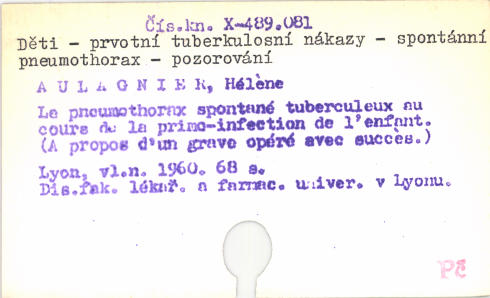 Čís.kn. X-489.081
Děti - prvotní tuberkulosní nákazy - spontánní
pneumothorax - pozorování
A U L A G N I E R, Hélène
Le pneumothorax spontané tuberculeux au
cours de la primo-infection de l'enfant.
(A propos d'un grave opéré avec succès.)
Lyon, vl.n. 1960. 68 s.
Dis.fak. lékař. a farmac. univer. v Lyonu.
Pč